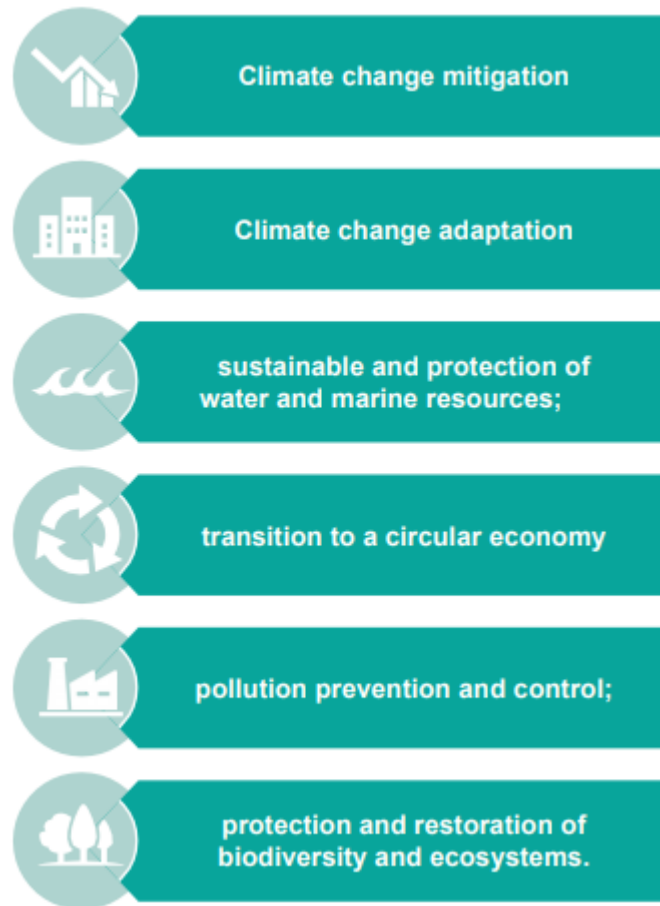 Climate change mitigation
Climate change adaptation
sustainable and protection of
water and marine resources;
transition to a circular economy
pollution prevention and control;
protection and restoration of
biodiversity and ecosystems.